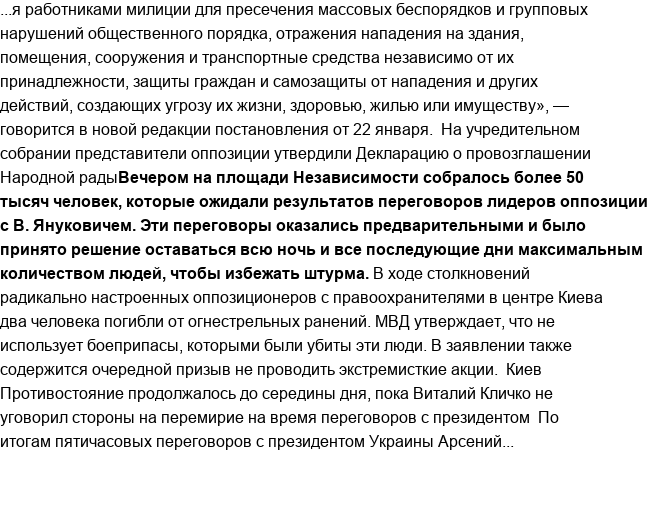 ...я работниками милиции для пресечения массовых беспорядков и групповых
нарушений общественного порядка, отражения нападения на здания,
помещения, сооружения и транспортные средства независимо от их
принадлежности, защиты граждан и самозащиты от нападения и других
действий, создающих угрозу их жизни, здоровью, жилью или имуществу», —
говорится в новой редакции постановления от 22 января.  На учредительном
собрании представители оппозиции утвердили Декларацию о провозглашении
Народной радыВечером на площади Независимости собралось более 50
тысяч человек, которые ожидали результатов переговоров лидеров оппозиции
с В. Януковичем. Эти переговоры оказались предварительными и было
принято решение оставаться всю ночь и все последующие дни максимальным
количеством людей, чтобы избежать штурма. В ходе столкновений
радикально настроенных оппозиционеров с правоохранителями в центре Киева
два человека погибли от огнестрельных ранений. МВД утверждает, что не
использует боеприпасы, которыми были убиты эти люди. В заявлении также
содержится очередной призыв не проводить экстремисткие акции.  Киев
Противостояние продолжалось до середины дня, пока Виталий Кличко не
уговорил стороны на перемирие на время переговоров с президентом  По
итогам пятичасовых переговоров с президентом Украины Арсений...